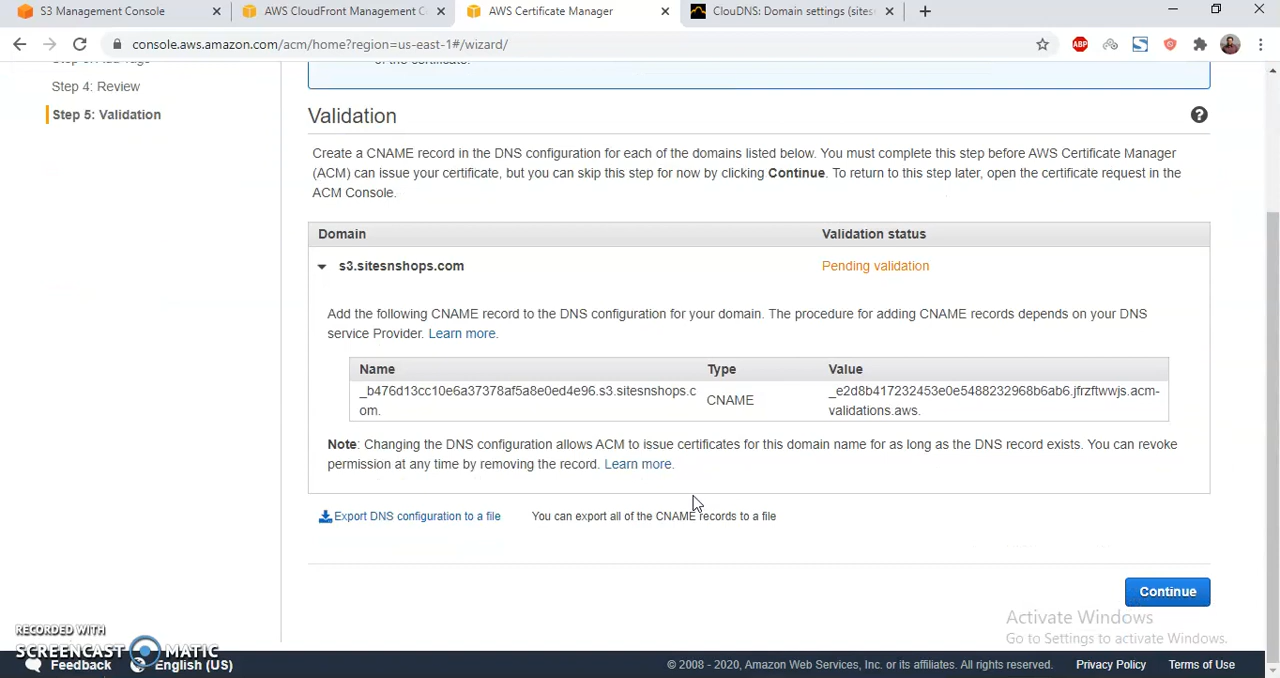 S3 Management Console
AWS CloudFront Management C
AWS Certificate Manager
ClouDNS: Domain settings (sites
console.aws.amazon.com/acm/home?region=us-east-1#/wizard/
ABP
Step 4: Review
Step 5: Validation
of the certificate.
Validation
Create a CNAME record in the DNS configuration for each of the domains listed below. You must complete this step before AWS Certificate Manager
(ACM) can issue your certificate, but you can skip this step for now by clicking Continue. To return to this step later, open the certificate request in the
ACM Console.
Domain Validation status
s3.sitesnshops.com Pending validation
Add the following CNAME record to the DNS configuration for your domain. The procedure for adding CNAME records depends on your DNS
service Provider. Learn more.
Name Type Value
_b476d13cc10e6a37378af5a8e0ed4e96.s3.sitesnshops.c
om.
CNAME
_e2d8b417232453e0e5488232968b6ab6.jfrzftwwjs.acm-
validations.aws.
Note: Changing the DNS configuration allows ACM to issue certificates for this domain name for as long as the DNS record exists. You can revoke
permission at any time by removing the record. Learn more.
Export DNS configuration to a file You can export all of the CNAME records to a file
Continue
Activate Windows
Go to Settings to activate Windows.
RECORDED WITH
SCREENCAST MATIC
Feedback English (US)
© 2008 - 2020, Amazon Web Services, Inc. or its affiliates. All rights reserved. Privacy Policy Terms of Use